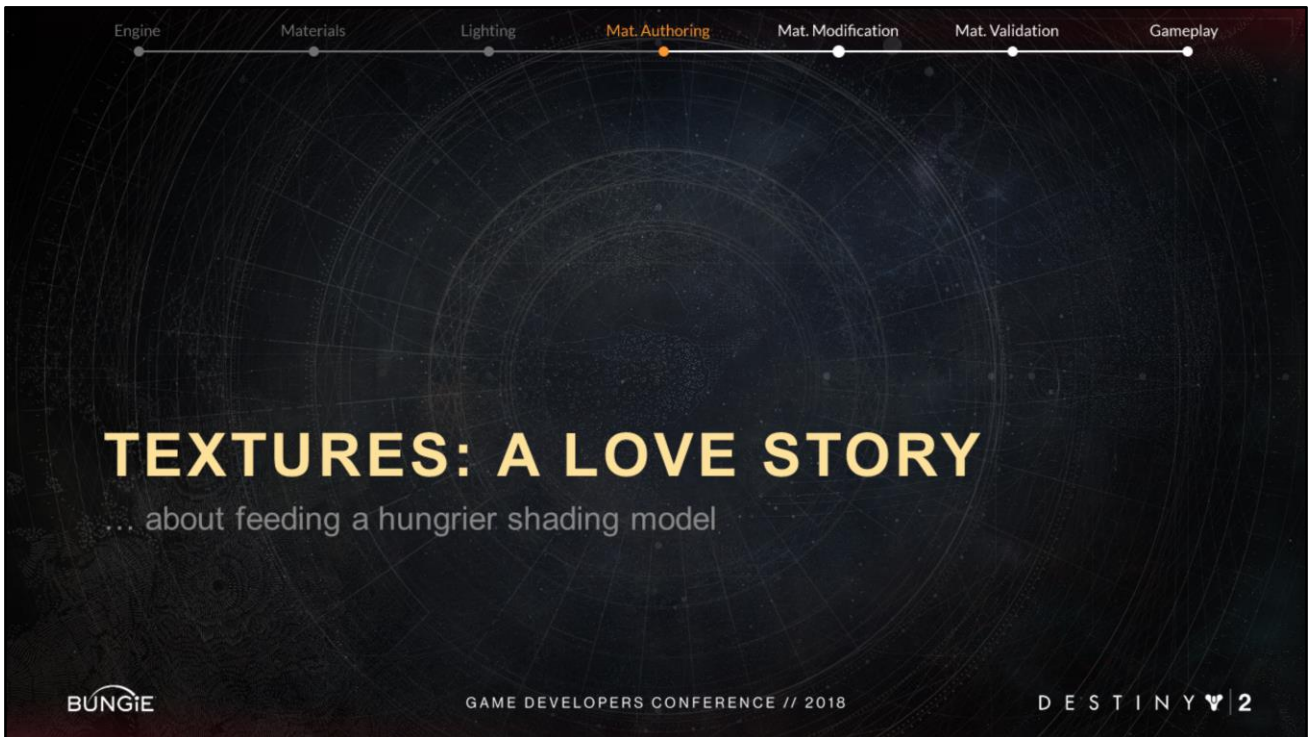 Engine Materials Lighting Mat. Authoring Mat. Modification Mat. Validation Gameplay
TEXTURES: A LOVE STORY
... about feeding a hungrier shading model
BUNGiE GAME DEVELOPERS CONFERENCE // 2018 DESTINY 2